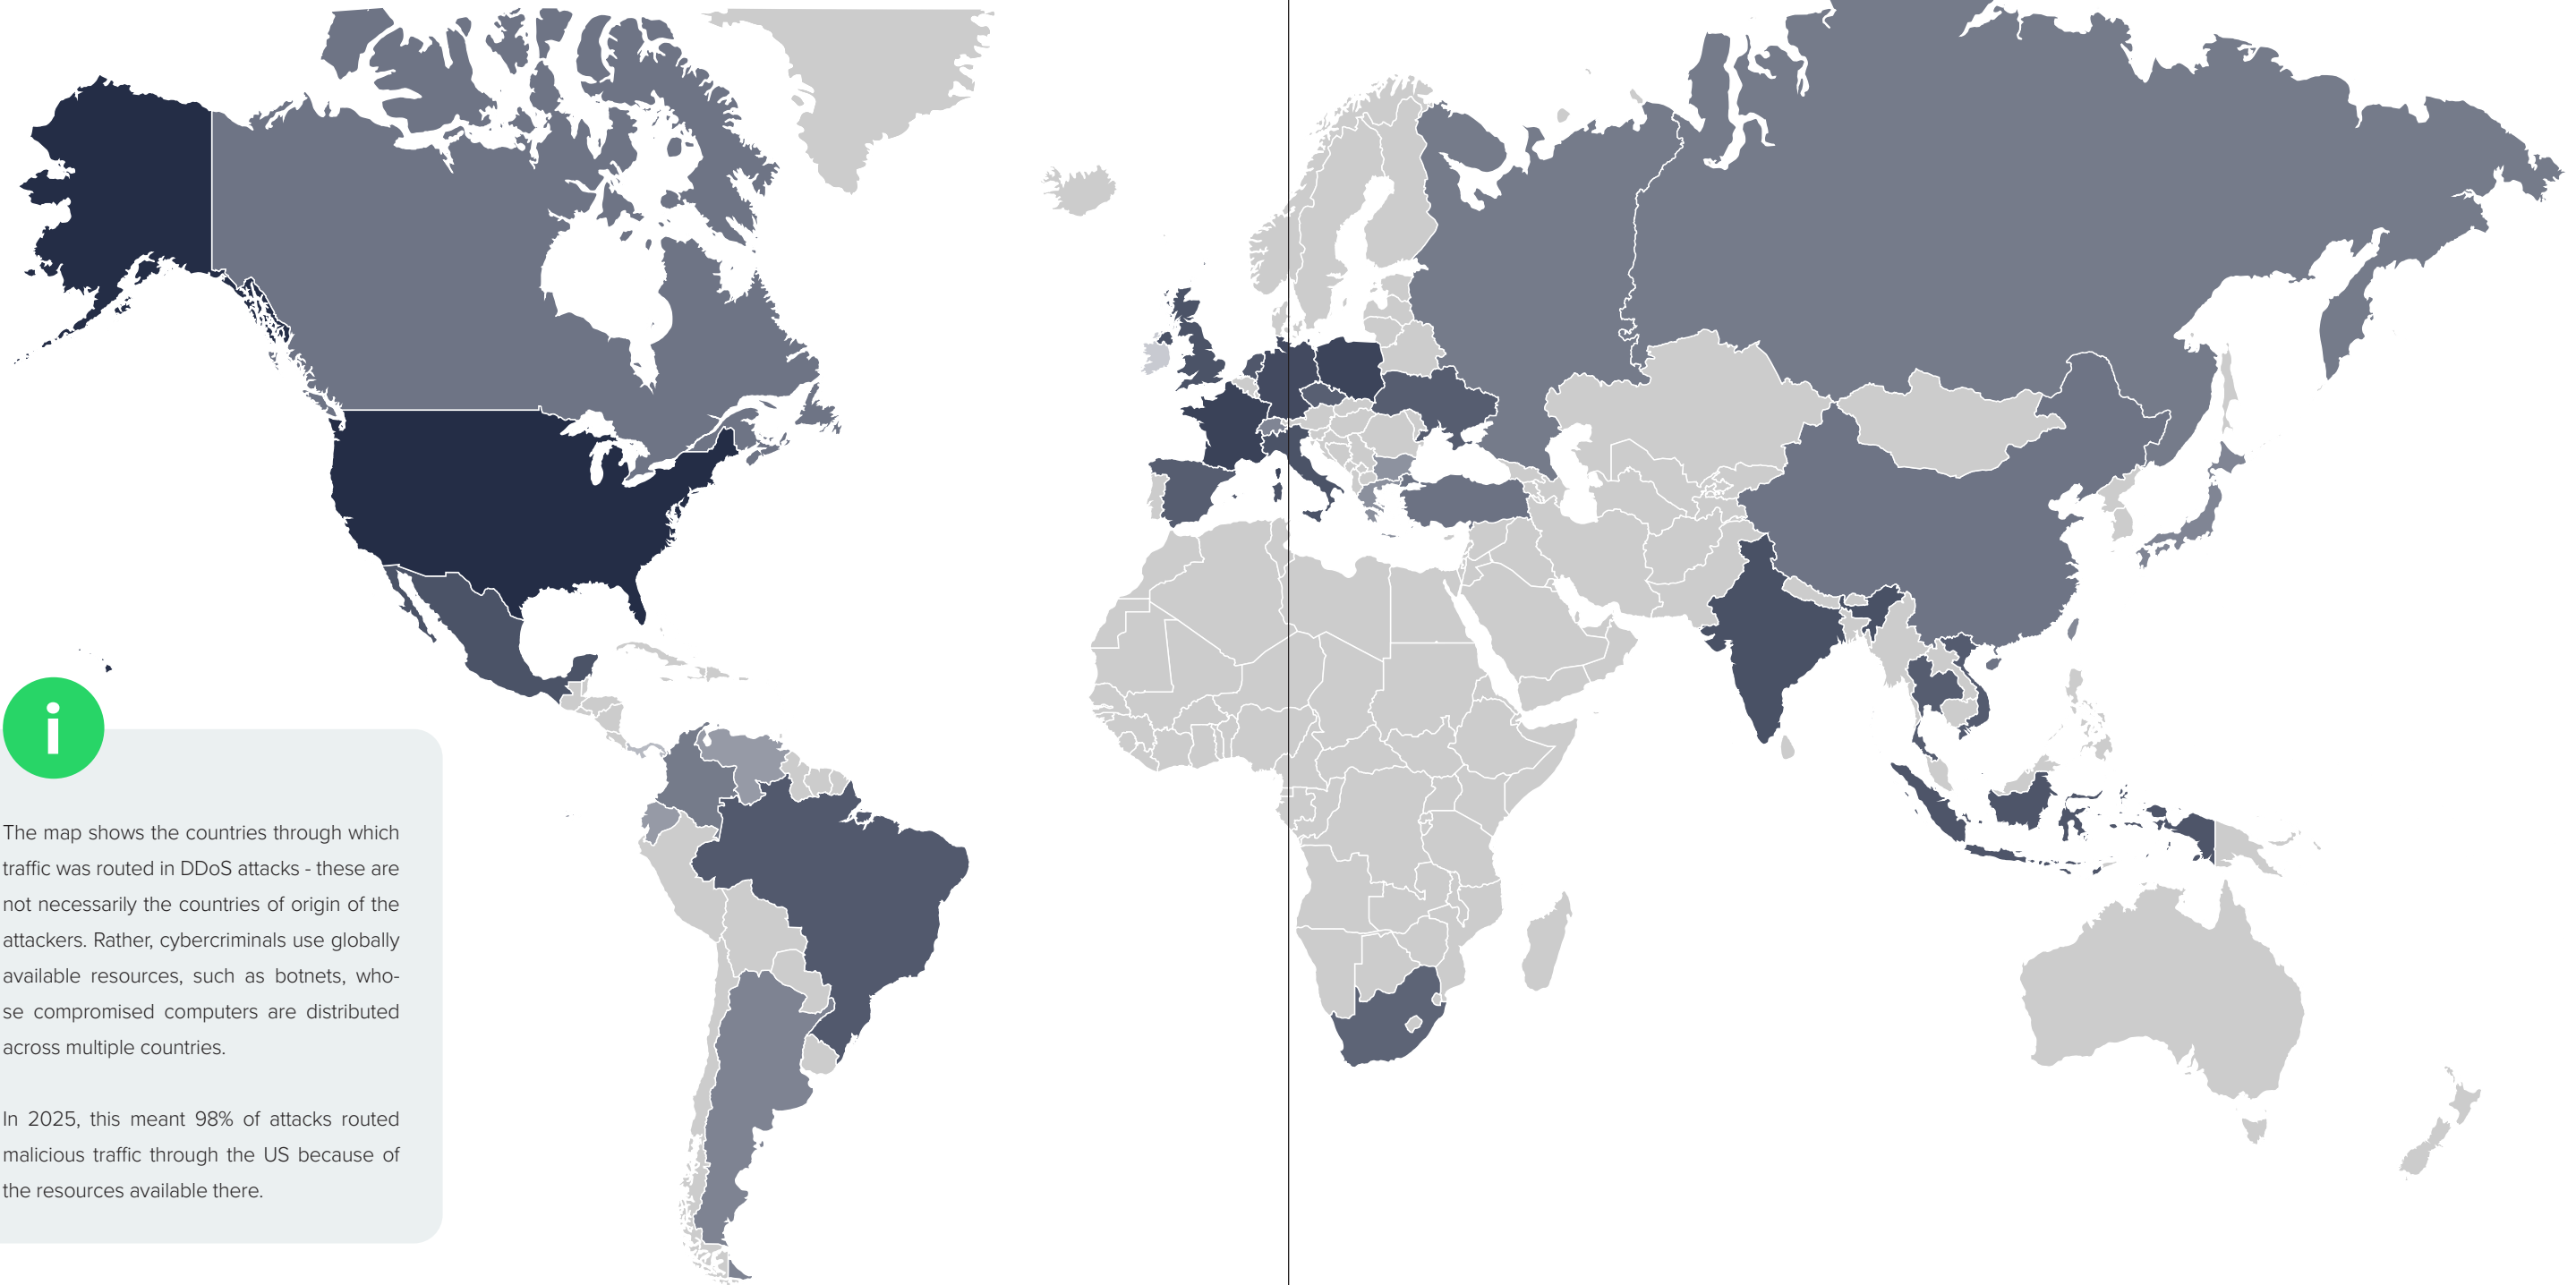 i
The map shows the countries through which
traffic was routed in DDoS attacks - these are
not necessarily the countries of origin of the
attackers. Rather, cybercriminals use globally
available resources, such as botnets, who-
se compromised computers are distributed
across multiple countries.
In 2025, this meant 98% of attacks routed
malicious traffic through the US because of
the resources available there.